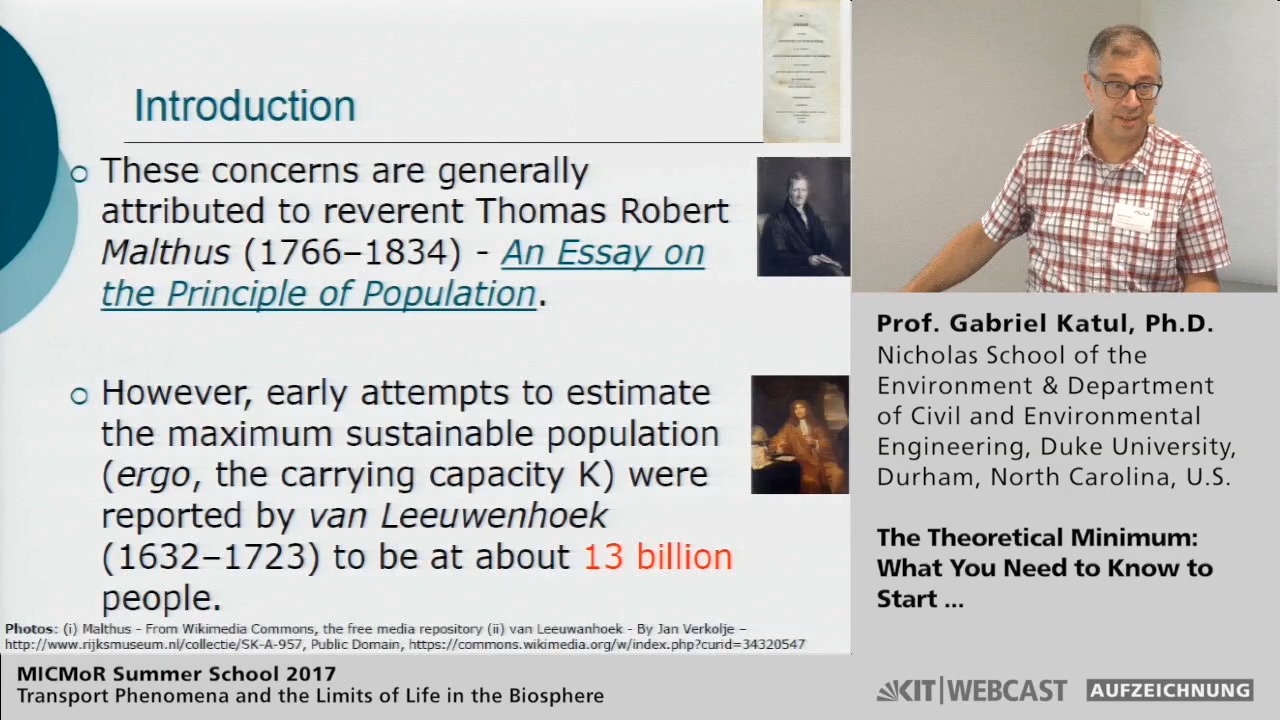 Introduction
These concerns are generally
attributed to reverent Thomas Robert
Malthus (1766–1834) - An Essay on
the Principle of Population.
However, early attempts to estimate
the maximum sustainable population
(ergo, the carrying capacity K) were
reported by van Leeuwenhoek
(1632–1723) to be at about 13 billion
people.
Photos: (i) Malthus - From Wikimedia Commons, the free media repository (ii) van Leeuwanhoek - By Jan Verkolje –
http://www.rijksmuseum.nl/collectie/SK-A-957, Public Domain, https://commons.wikimedia.org/w/index.php?curid=34320547
Prof. Gabriel Katul, Ph.D.
Nicholas School of the
Environment & Department
of Civil and Environmental
Engineering, Duke University,
Durham, North Carolina, U.S.
The Theoretical Minimum:
What You Need to Know to
Start ...
MICMoR Summer School 2017
Transport Phenomena and the Limits of Life in the Biosphere
KIT|WEBCAST
AUFZEICHNUNG